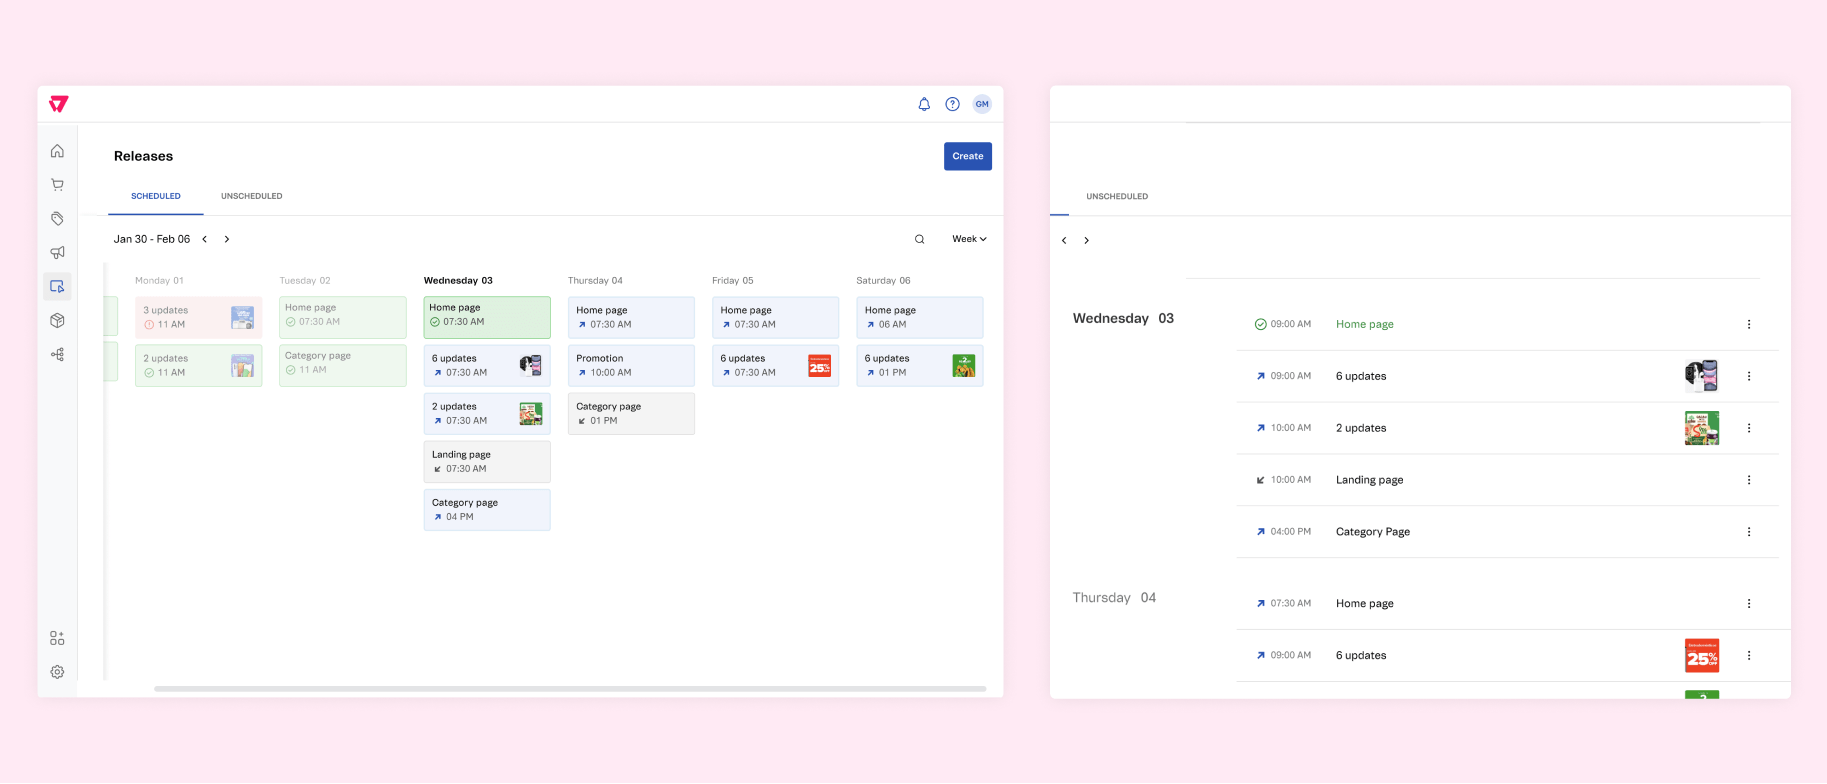 GM
Releases
Create
SCHEDULED
UNSCHEDULED
Jan 30 - Feb 06
Week
Monday 01
3 updates
11 AM
2 updates
11 AM
Tuesday 02
Home page
07:30 AM
Category page
11 AM
Wednesday 03
Home page
07:30 AM
6 updates
07:30 AM
2 updates
07:30 AM
Landing page
07:30 AM
Category page
04 PM
Thursday 04
Home page
07:30 AM
Promotion
10:00 AM
Category page
01 PM
Friday 05
Home page
07:30 AM
6 updates
07:30 AM
25%
Saturday 06
Home page
06 AM
6 updates
01 PM
2
UNSCHEDULED
Wednesday 03
09:00 AM Home page
09:00 AM 6 updates
10:00 AM 2 updates
10:00 AM Landing page
04:00 PM Category Page
Thursday 04
07:30 AM Home page
09:00 AM 6 updates
25%
OFF
2